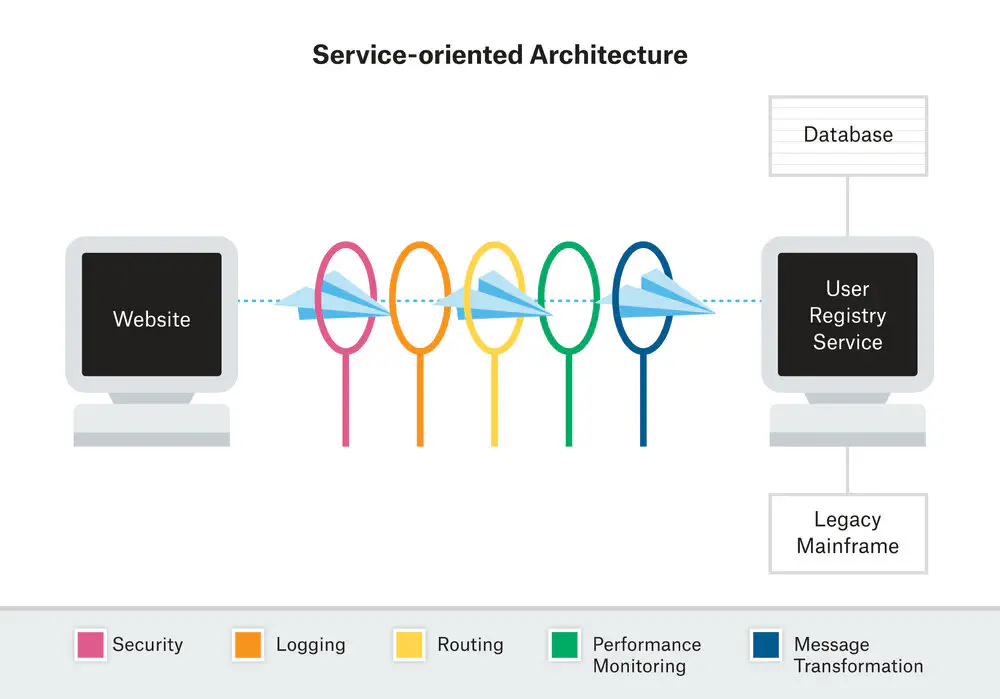 Service-oriented Architecture
Database
Website
User
Registry
Service
Legacy
Mainframe
Security
Logging
Routing
Performance
Monitoring
Message
Transformation